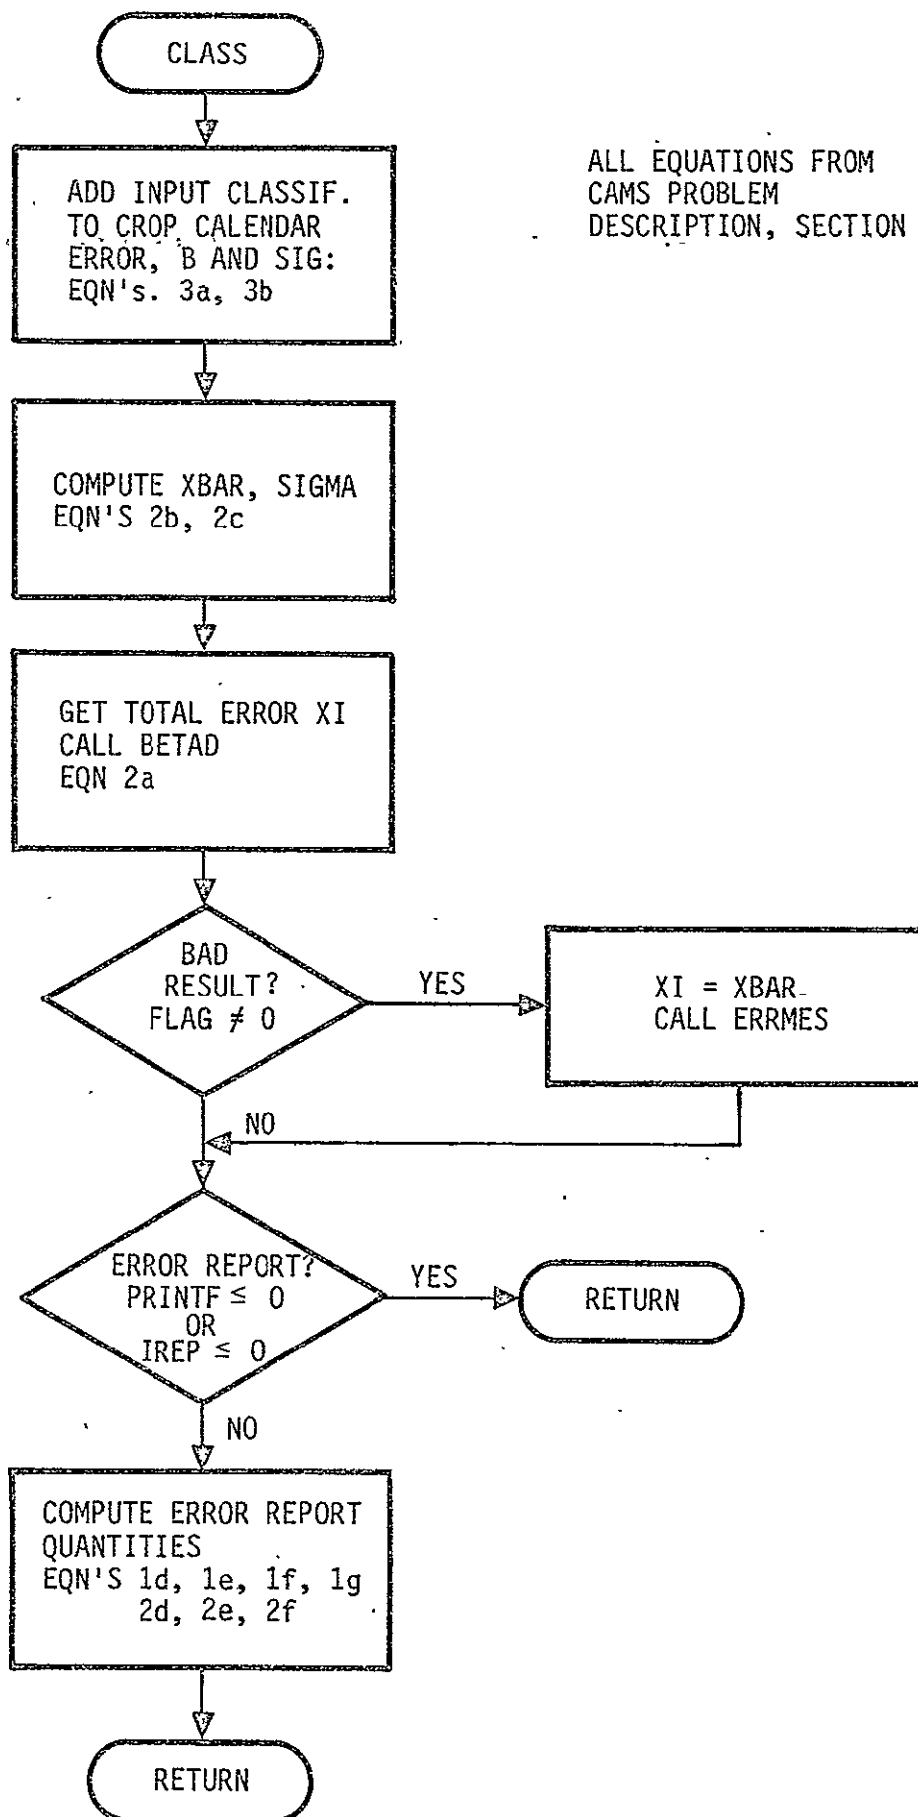 CLASS
ALL EQUATIONS FROM
CAMS PROBLEM
DESCRIPTION, SECTION
ADD INPUT CLASSIF.
TO CROP CALENDAR
ERROR, B AND SIG:
EQN's. 3a, 3b
COMPUTE XBAR, SIGMA
EQN'S 2b, 2c
GET TOTAL ERROR XI
CALL BETAD
EQN 2a
BAD
RESULT?
FLAG ≠ 0
YES
XI = XBAR
CALL ERRMES
NO
ERROR REPORT?
PRINTF ≤ 0
OR
IREP ≤ 0
YES
RETURN
NO
COMPUTE ERROR REPORT
QUANTITIES
EQN'S 1d, 1e, 1f, 1g
2d, 2e, 2f
RETURN